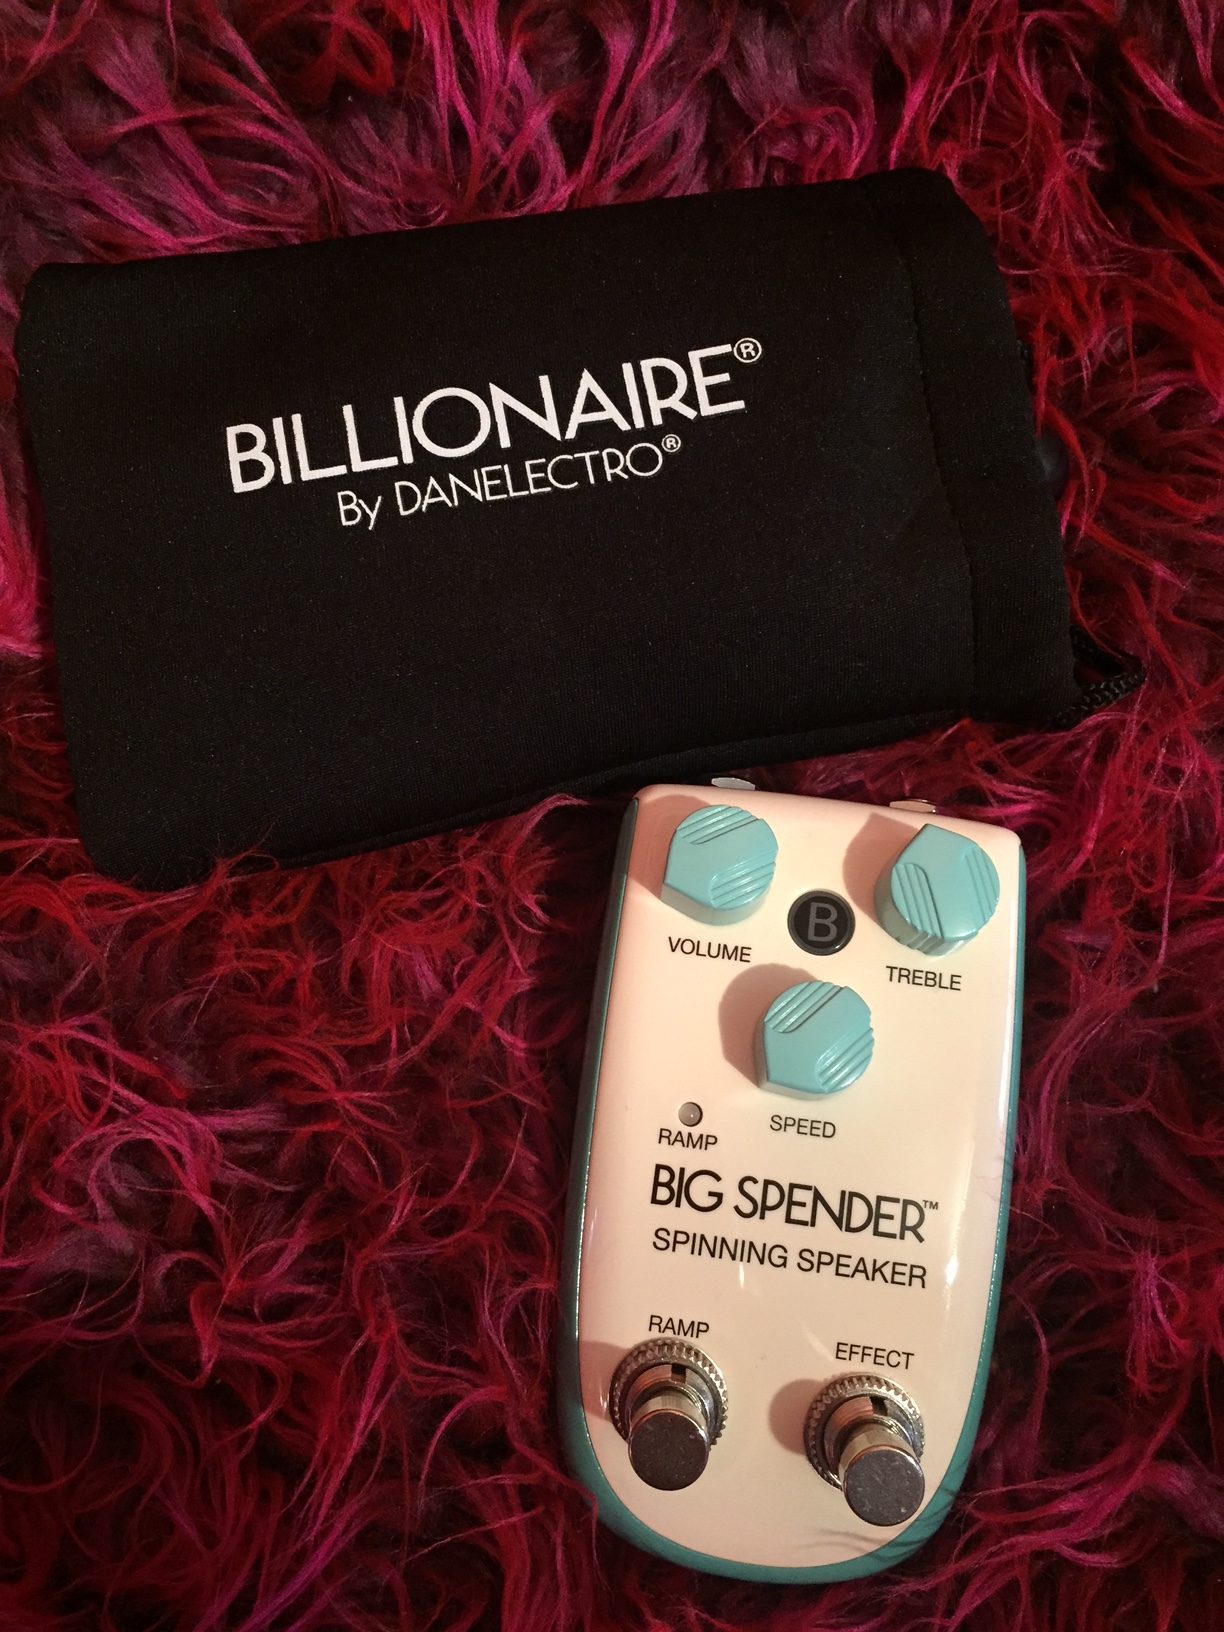 BILLIONAIRE®
By DANELECTRO®
B
VOLUME
TREBLE
SPEED
RAMP
BIG SPENDER™
SPINNING SPEAKER
RAMP
EFFECT